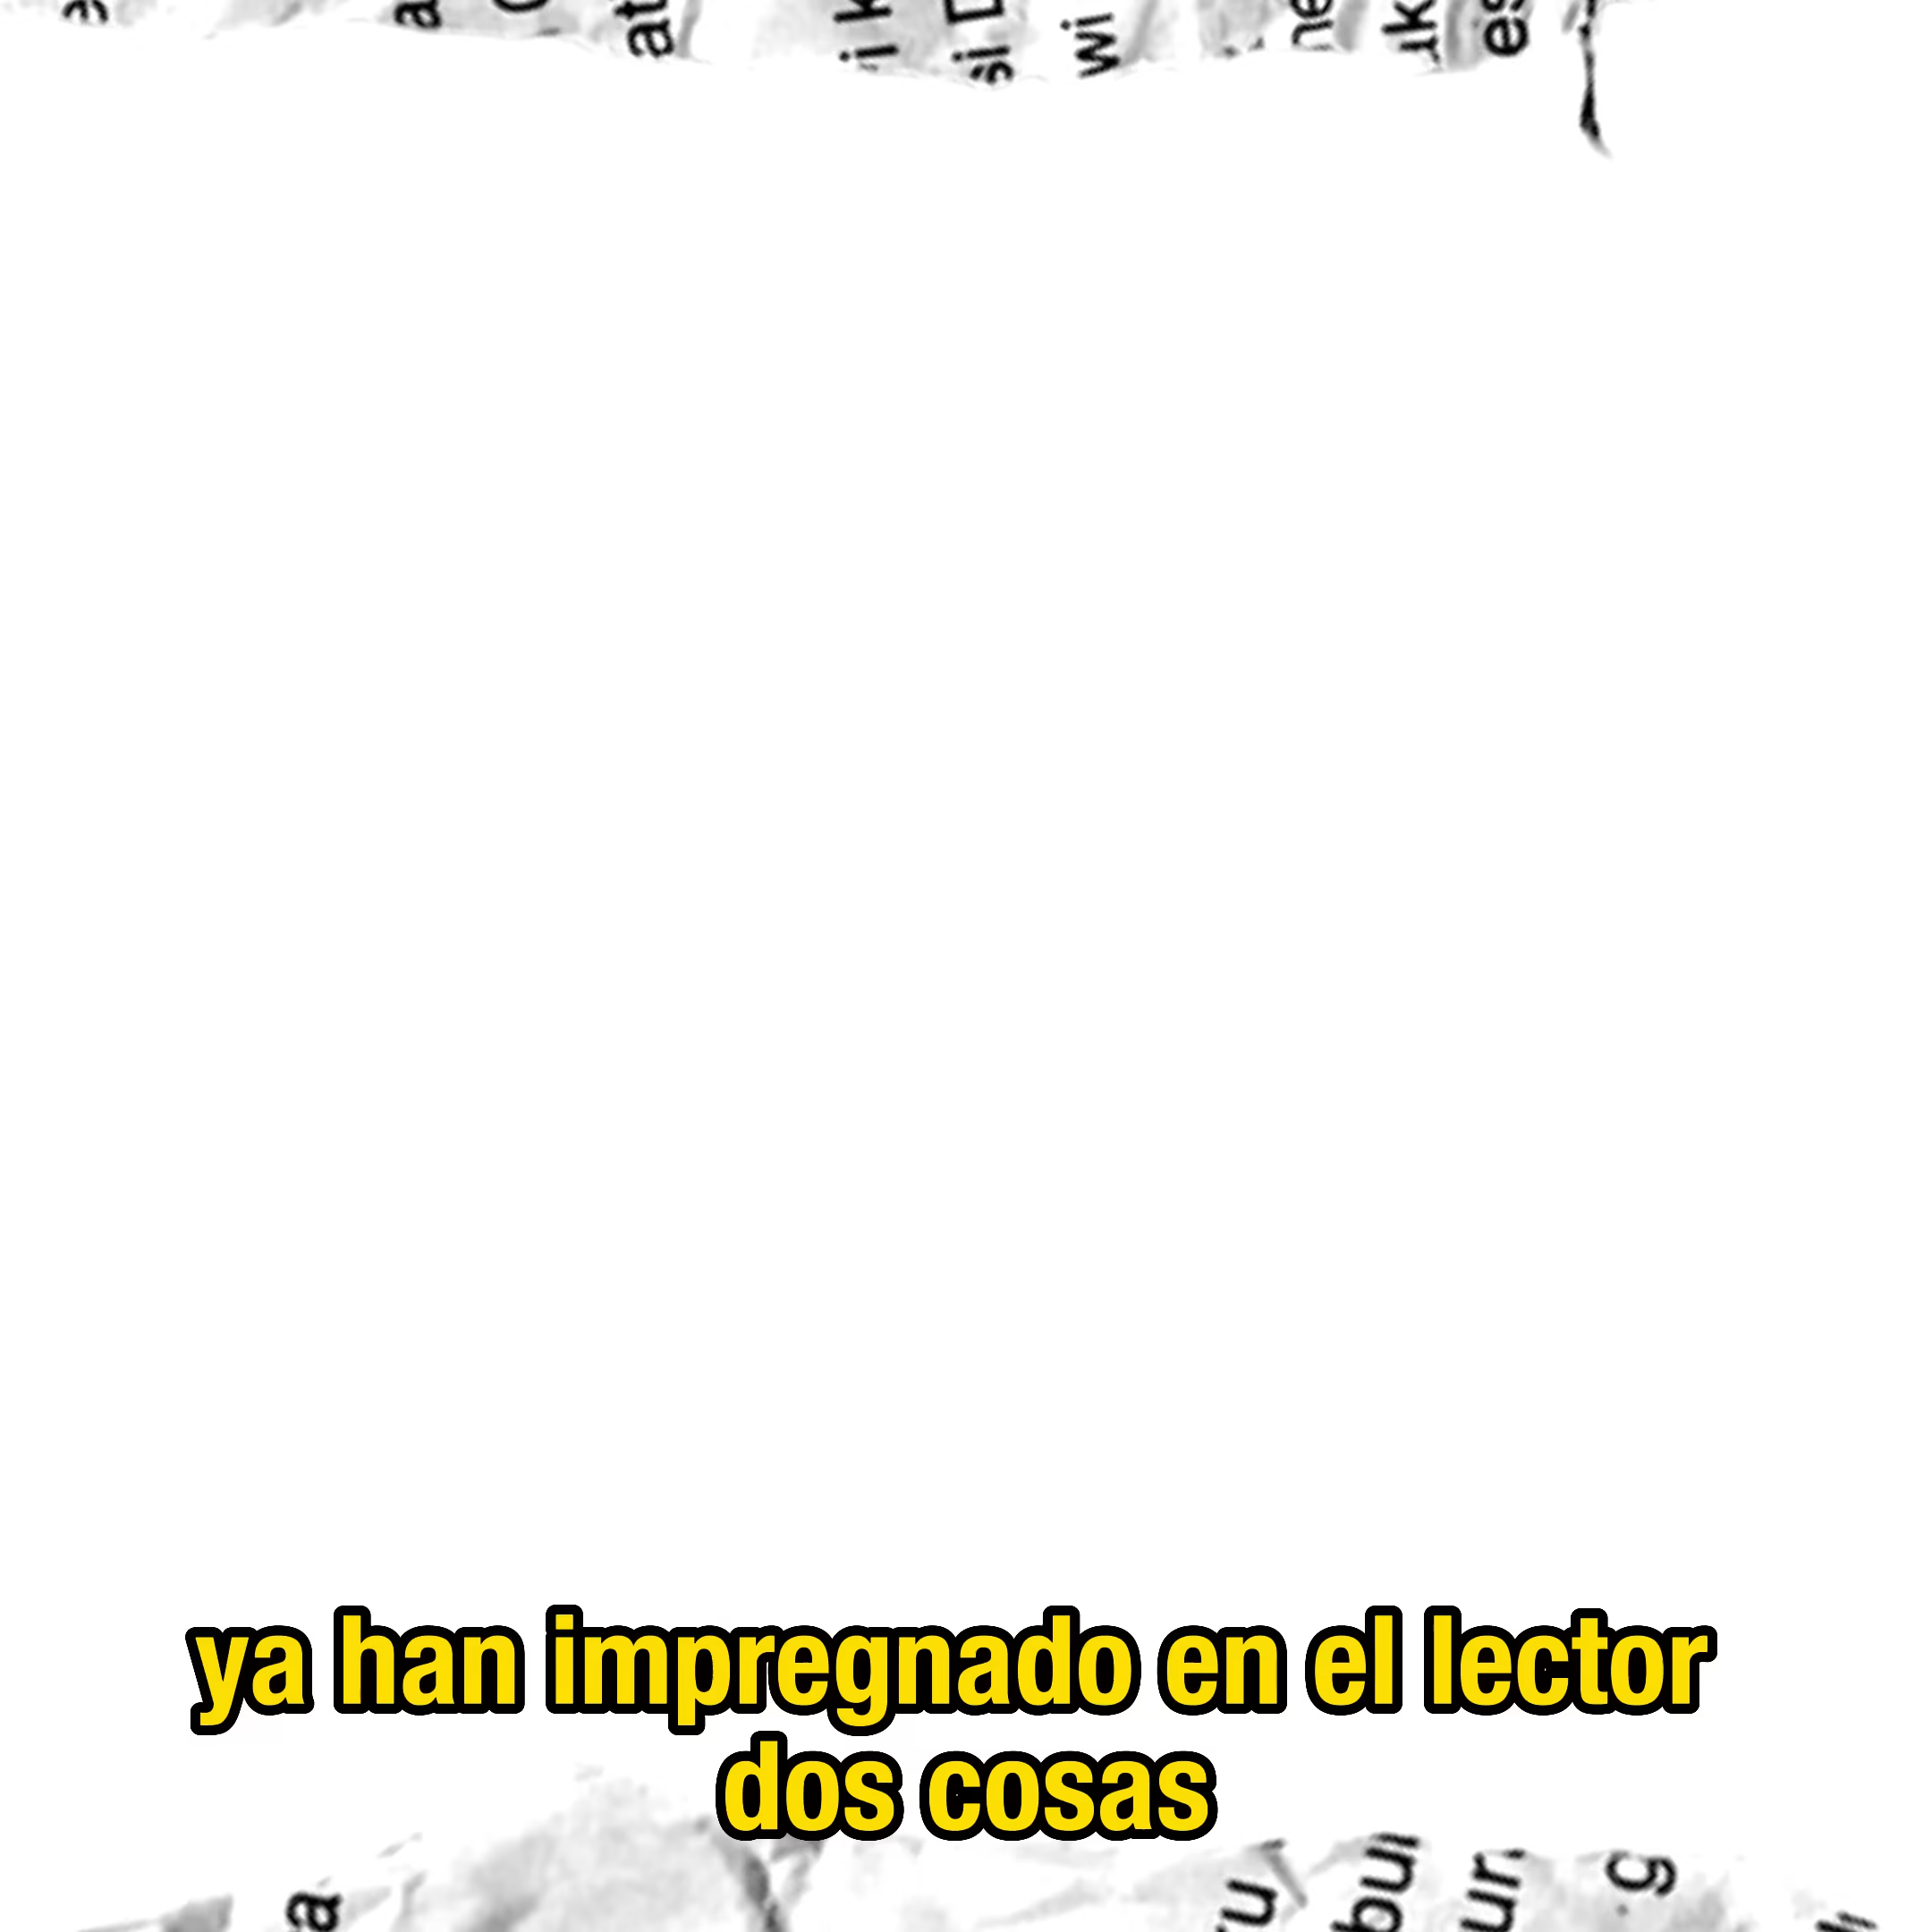 ya han impregnado en el lector
dos cosas